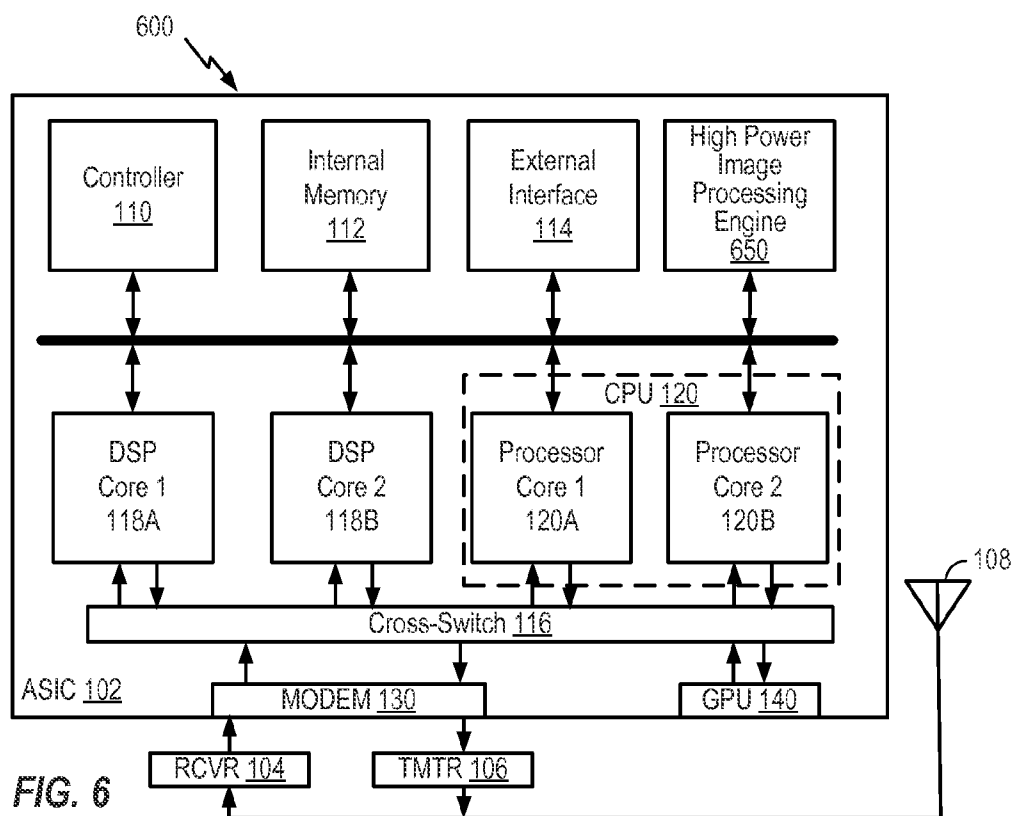 600
Controller
110
Internal
Memory
112
External
Interface
114
High Power
Image
Processing
Engine
650
CPU 120
DSP
Core 1
118A
DSP
Core 2
118B
Processor
Core 1
120A
Processor
Core 2
120B
108
Cross-Switch 116
ASIC 102
MODEM 130
GPU 140
RCVR 104
TMTR 106
FIG. 6